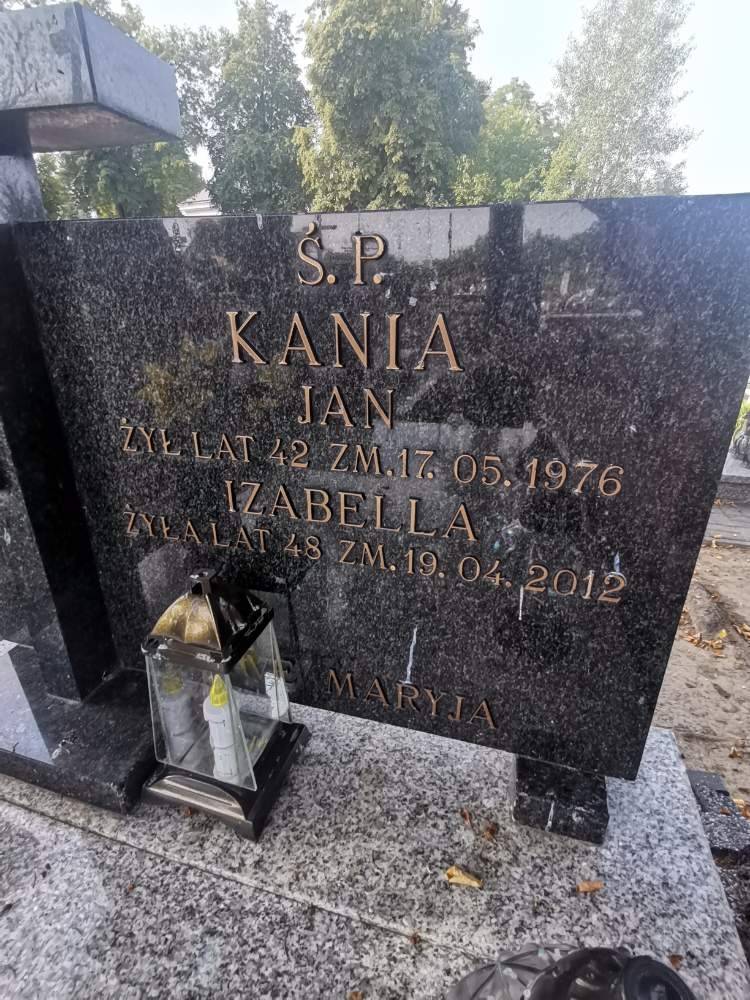 Ś.P.
KANIA
JAN
ŻYŁ LAT 42 ZM.17.05.1976
IZABELLA
ŻYŁA LAT 48 ZM.19.04.2012
MARYJA